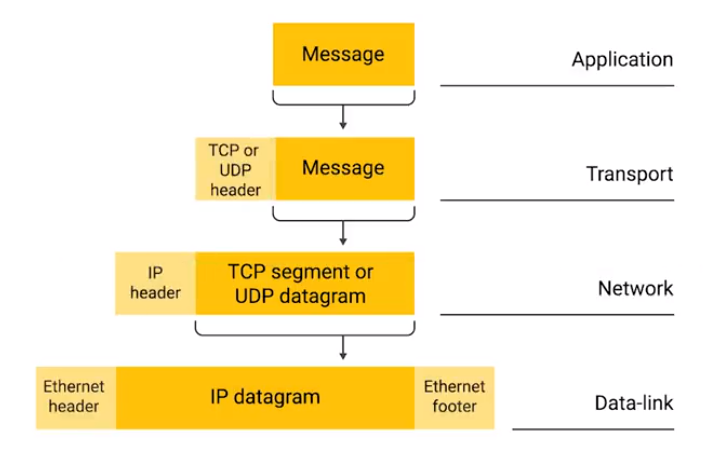 Message
Application
TCP or
UDP
header
Message
Transport
IP
header
TCP segment or
UDP datagram
Network
Ethernet
header
IP datagram
Ethernet
footer
Data-link